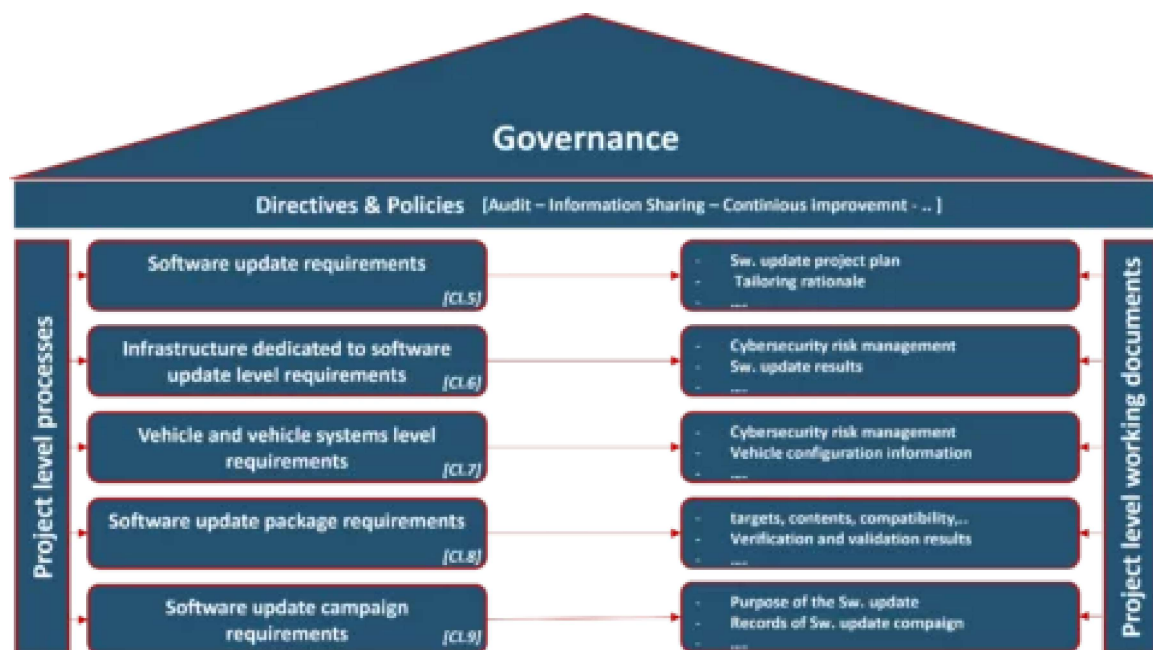 Governance
Directives & Policies [Audit – Information Sharing – Continious improvemnt - .. ]
Project level processes
Software update requirements
[Cl.5]
- Sw. update project plan
- Tailoring rationale
- ....
Infrastructure dedicated to software
update level requirements
[Cl.6]
- Cybersecurity risk management
- Sw. update results
- ....
Vehicle and vehicle systems level
requirements
[Cl.7]
- Cybersecurity risk management
- Vehicle configuration information
- ....
Software update package requirements
[Cl.8]
- targets, contents, compatibility,..
- Verification and validation results
- ....
Software update campaign
requirements
[Cl.9]
- Purpose of the Sw. update
- Records of Sw. update campaign
- ....
Project level working documents